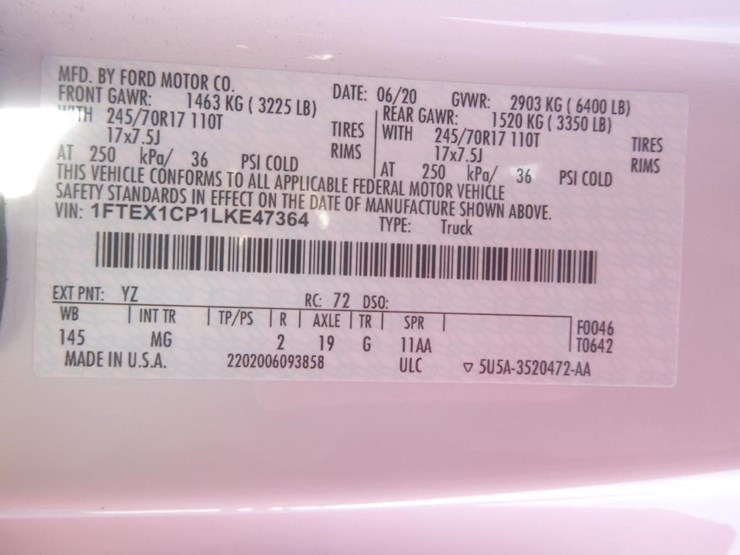 MFD. BY FORD MOTOR CO. DATE: 06/20 GVWR: 2903 KG ( 6400 LB)
FRONT GAWR: 1463 KG ( 3225 LB) REAR GAWR: 1520 KG ( 3350 LB)
WITH 245/70R17 110T TIRES WITH 245/70R17 110T TIRES
17x7.5J RIMS 17x7.5J RIMS
AT 250 kPa/ 36 PSI COLD AT 250 kPa/ 36 PSI COLD
THIS VEHICLE CONFORMS TO ALL APPLICABLE FEDERAL MOTOR VEHICLE
SAFETY STANDARDS IN EFFECT ON THE DATE OF MANUFACTURE SHOWN ABOVE.
VIN: 1FTEX1CP1LKE47364 TYPE: Truck
EXT PNT: YZ RC: 72 DSO:
WB INT TR TP/PS R AXLE TR SPR F0046
145 MG 2 19 G 11AA T0642
MADE IN U.S.A. 2202006093858 ULC ▽ 5U5A-3520472-AA